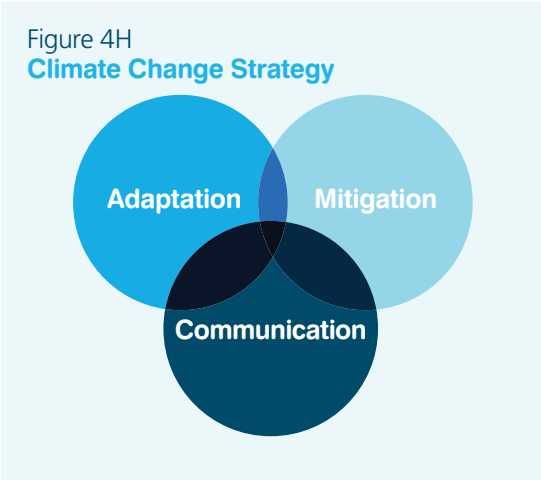 Figure 4H
Climate Change Strategy
Adaptation
Mitigation
Communication